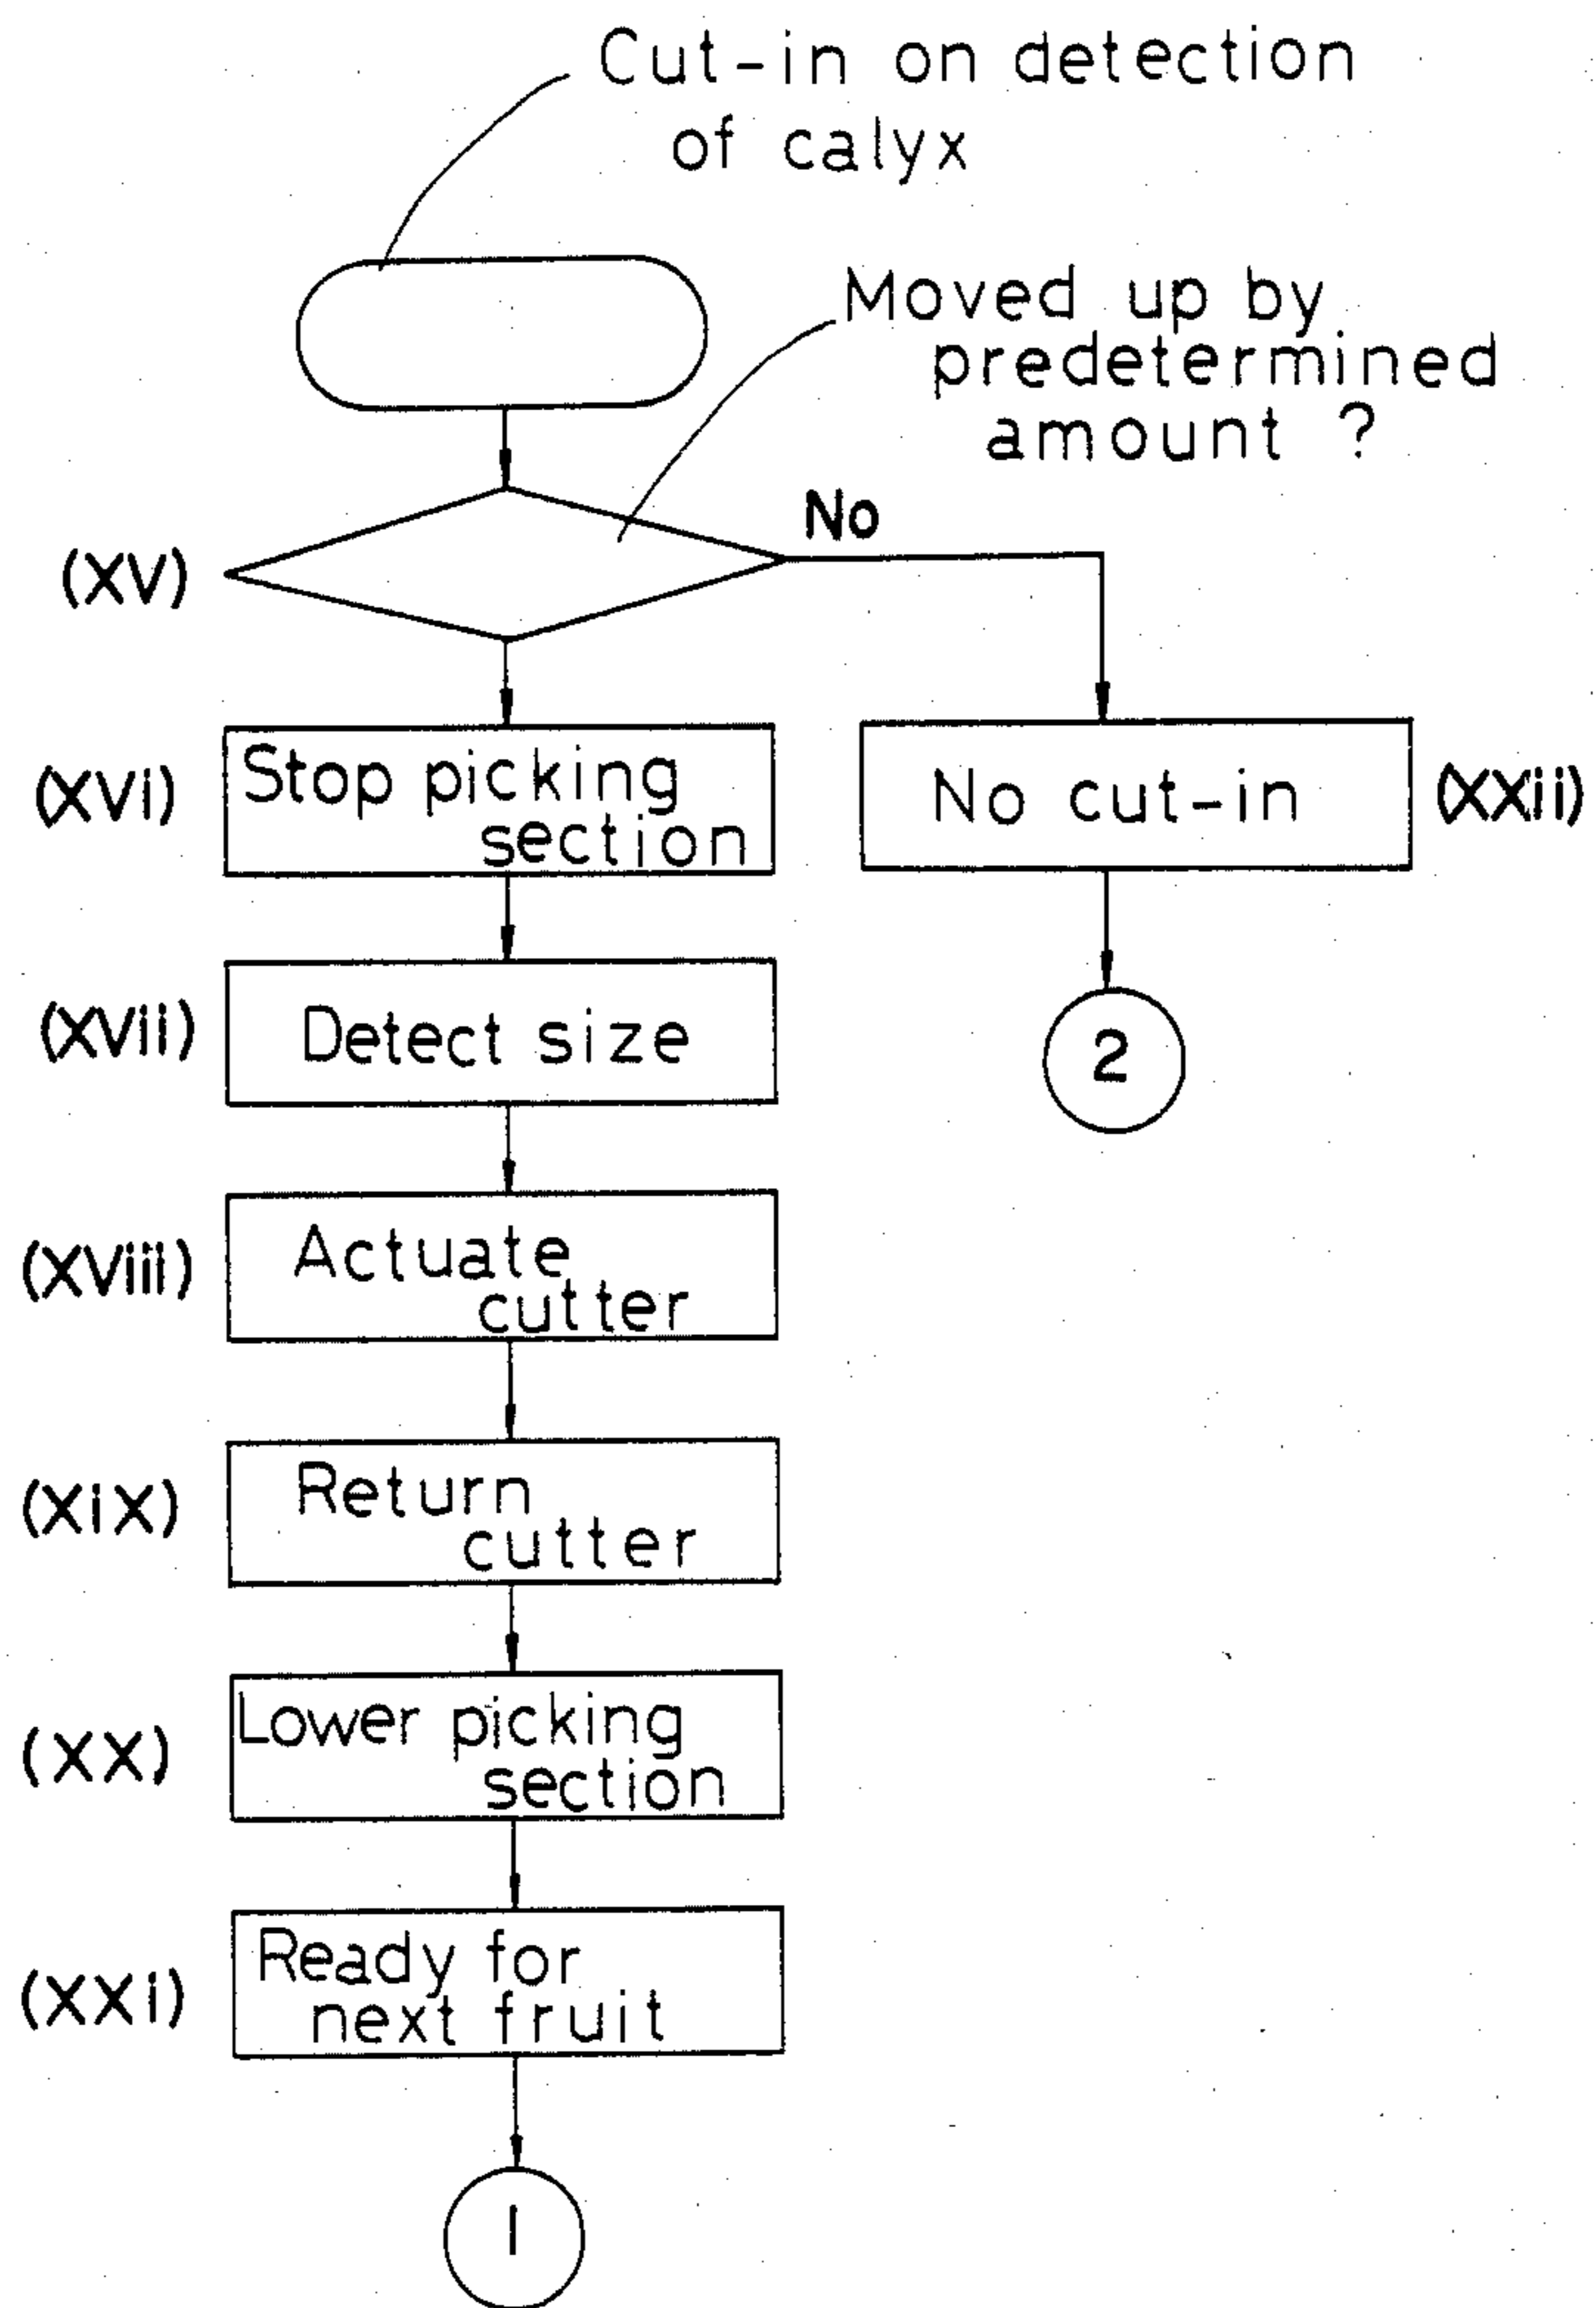 Cut-in on detection
of calyx
Moved up by
predetermined
amount ?
No
(XV)
(XVi)
Stop picking
section
No cut-in
(XXii)
(XVii)
Detect size
2
(XViii)
Actuate
cutter
(XiX)
Return
cutter
(XX)
Lower picking
section
(XXi)
Ready for
next fruit
1